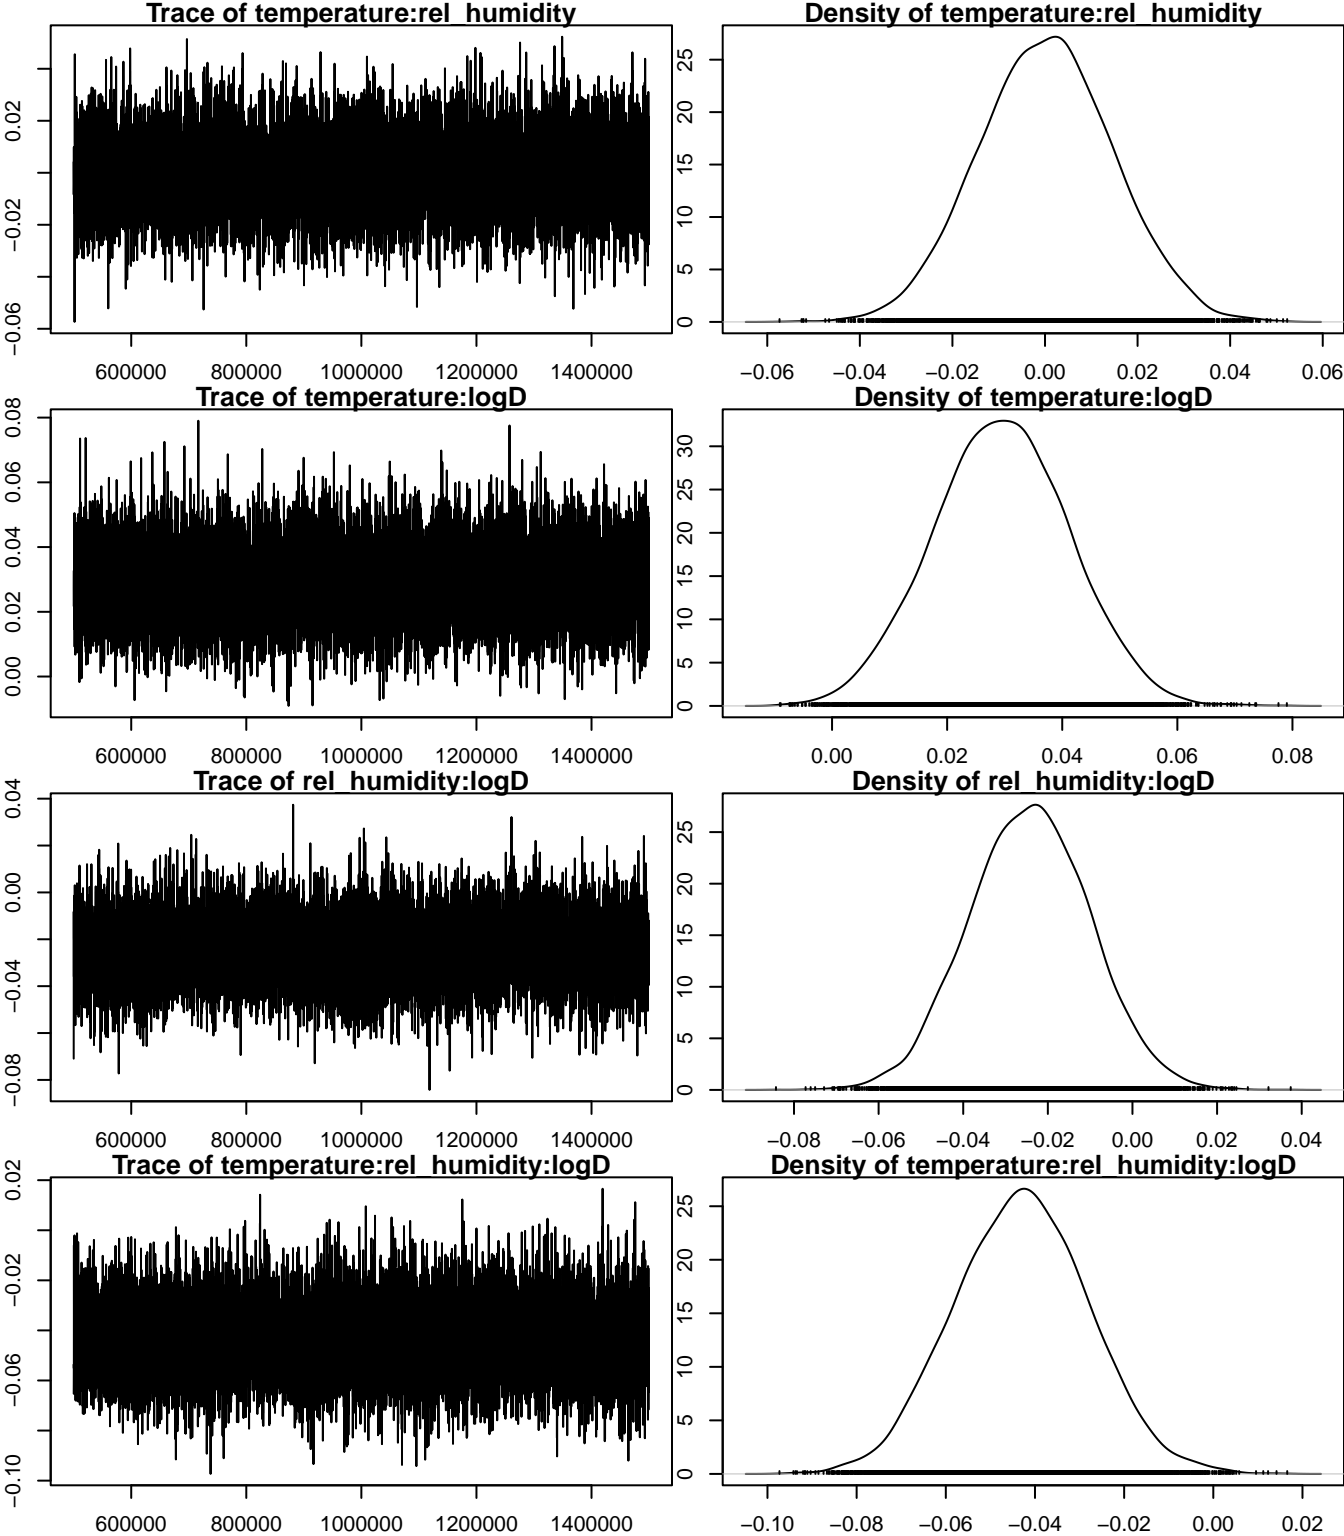 Trace of temperature:rel_humidity
0.02
−0.02
−0.06
600000 800000 1000000 1200000 1400000
Density of temperature:rel_humidity
25
20
15
10
5
0
−0.06 −0.04 −0.02 0.00 0.02 0.04 0.06
Trace of temperature:logD
0.08
0.06
0.04
0.02
0.00
600000 800000 1000000 1200000 1400000
Density of temperature:logD
30
25
20
15
10
5
0
0.00 0.02 0.04 0.06 0.08
Trace of rel_humidity:logD
0.04
0.00
−0.04
−0.08
600000 800000 1000000 1200000 1400000
Density of rel_humidity:logD
25
20
15
10
5
0
−0.08 −0.06 −0.04 −0.02 0.00 0.02 0.04
Trace of temperature:rel_humidity:logD
0.02
−0.02
−0.06
−0.10
600000 800000 1000000 1200000 1400000
Density of temperature:rel_humidity:logD
25
20
15
10
5
0
−0.10 −0.08 −0.06 −0.04 −0.02 0.00 0.02